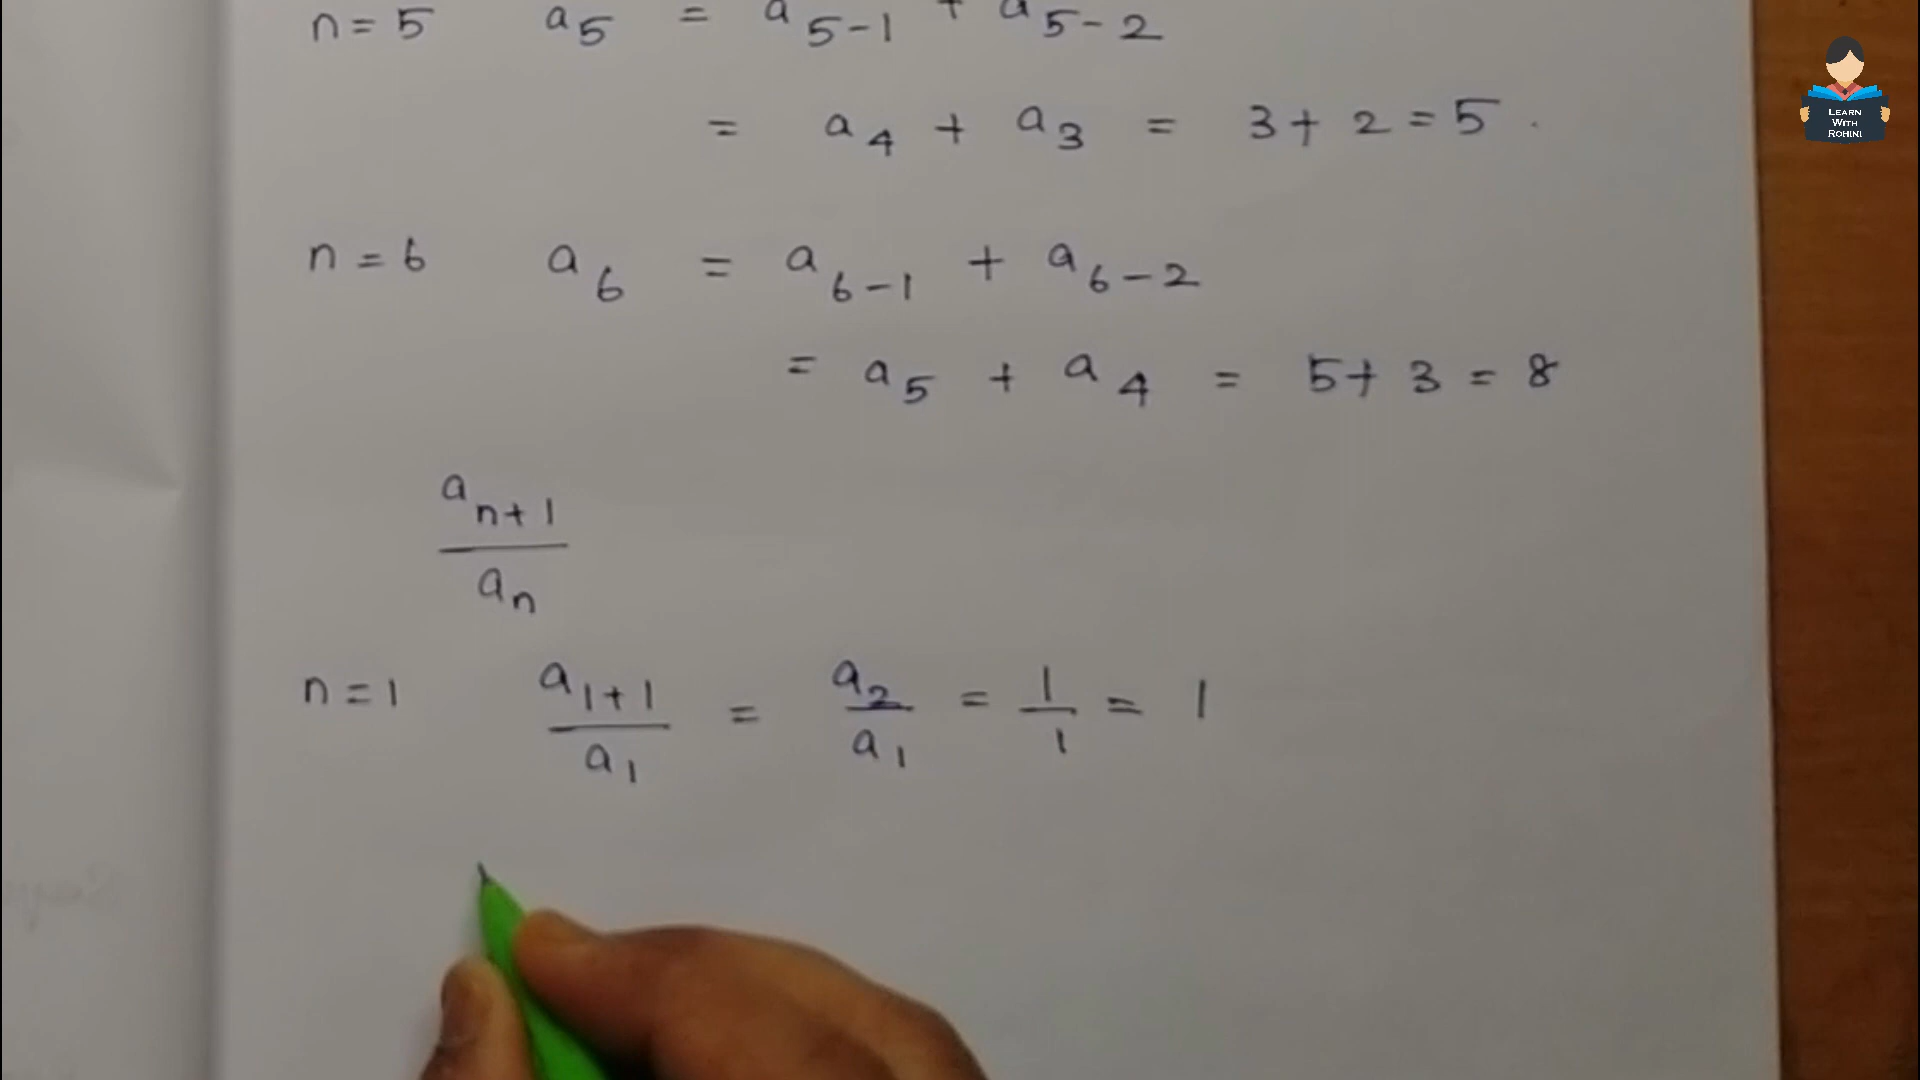 n = 5 a₅ = a₅₋₁ + a₅₋₂
= a₄ + a₃ = 3 + 2 = 5 .
n = 6 a₆ = a₆₋₁ + a₆₋₂
= a₅ + a₄ = 5 + 3 = 8
aₙ₊₁
aₙ
n = 1 a₁₊₁/a₁ = a₂/a₁ = 1/1 = 1
LEARN
WITH
ROHINI